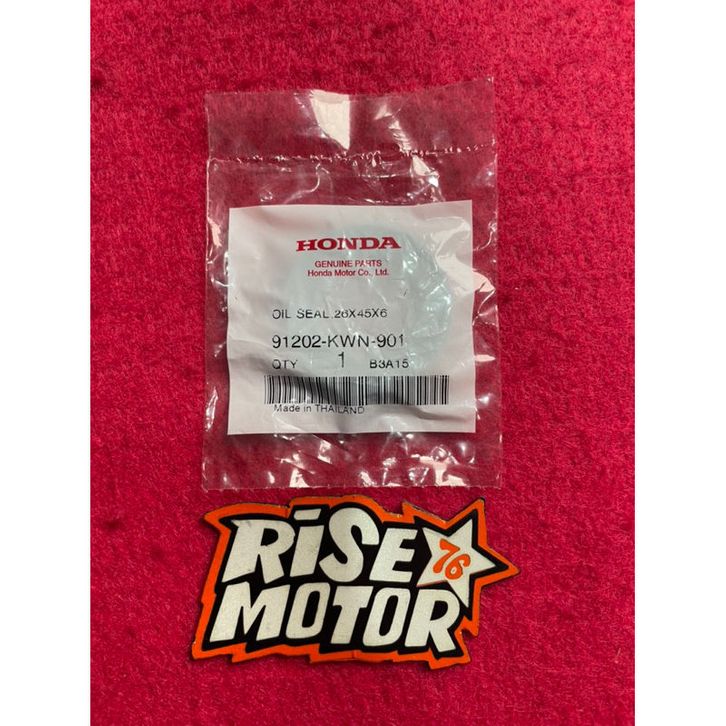 HONDA
GENUINE PARTS
Honda Motor Co., Ltd.
OIL SEAL 26X45X6
91202-KWN-901
QTY 1 B3A15
Made in THAILAND
RiSE 76
MOTOR